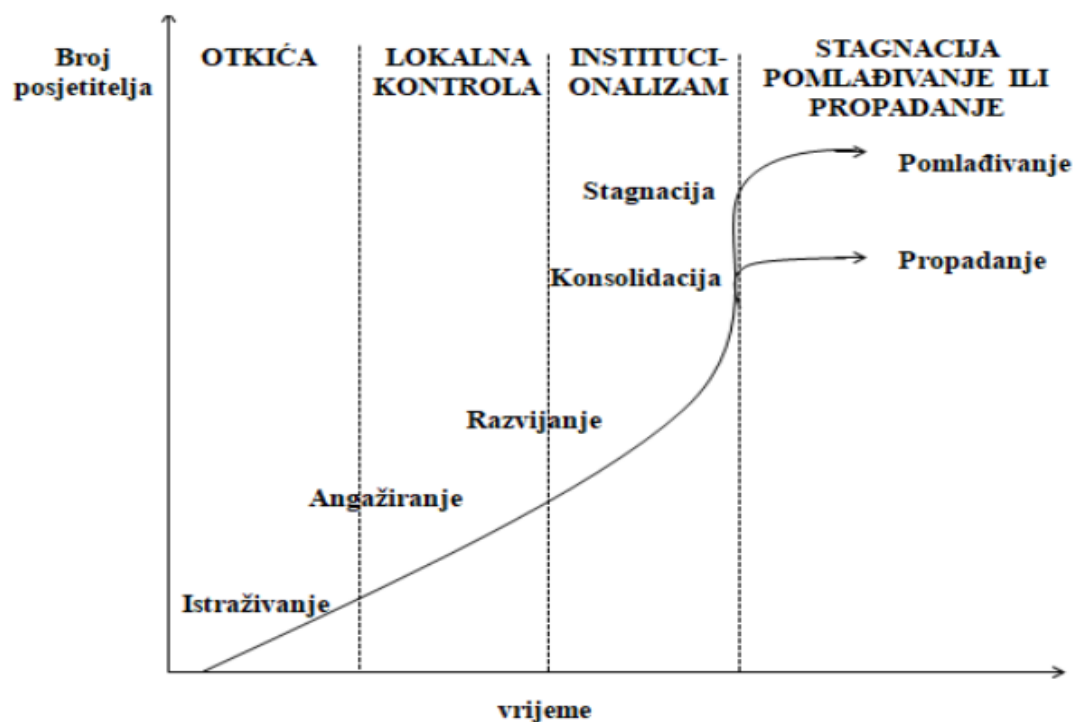 Broj
posjetitelja
OTKIĆA
LOKALNA
KONTROLA
INSTITUCI-
ONALIZAM
STAGNACIJA
POMLAĐIVANJE ILI
PROPADANJE
Pomlađivanje
Stagnacija
Propadanje
Konsolidacija
Razvijanje
Angažiranje
Istraživanje
vrijeme